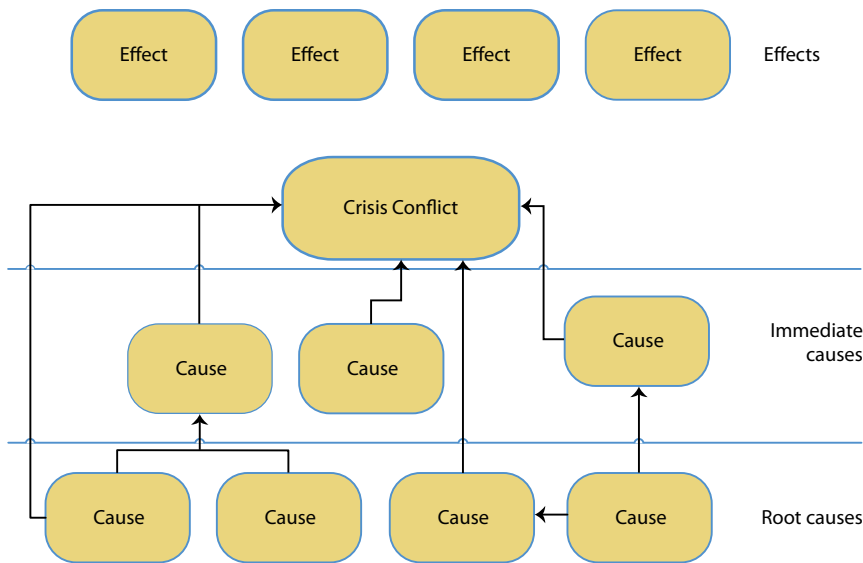 Effect
Effect
Effect
Effect
Effects
Crisis Conflict
Immediate
causes
Cause
Cause
Cause
Cause
Cause
Cause
Cause
Root causes